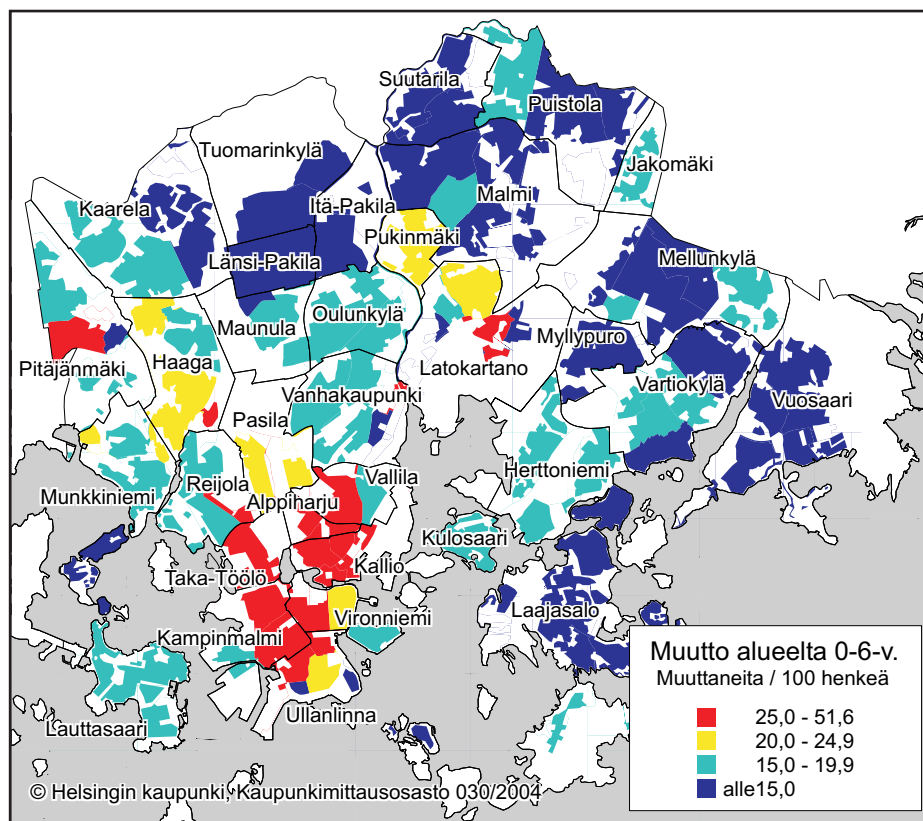 Suutarila
Puistola
Tuomarinkylä
Jakomäki
Malmi
Kaarela
Itä-Pakila
Pukinmäki
Länsi-Pakila
Mellunkylä
Maunula
Oulunkylä
Myllypuro
Pitäjänmäki
Haaga
Latokartano
Vartiokylä
Vanhakaupunki
Vuosaari
Pasila
Herttoniemi
Reijola
Vallila
Munkkiniemi
Alppiharju
Kulosaari
Kallio
Taka-Töölö
Laajasalo
Vironniemi
Kampinmalmi
Ullanlinna
Lauttasaari
Muutto alueelta 0-6-v.
Muuttaneita / 100 henkeä
25,0 - 51,6
20,0 - 24,9
15,0 - 19,9
alle15,0
© Helsingin kaupunki, Kaupunkimittausosasto 030/2004